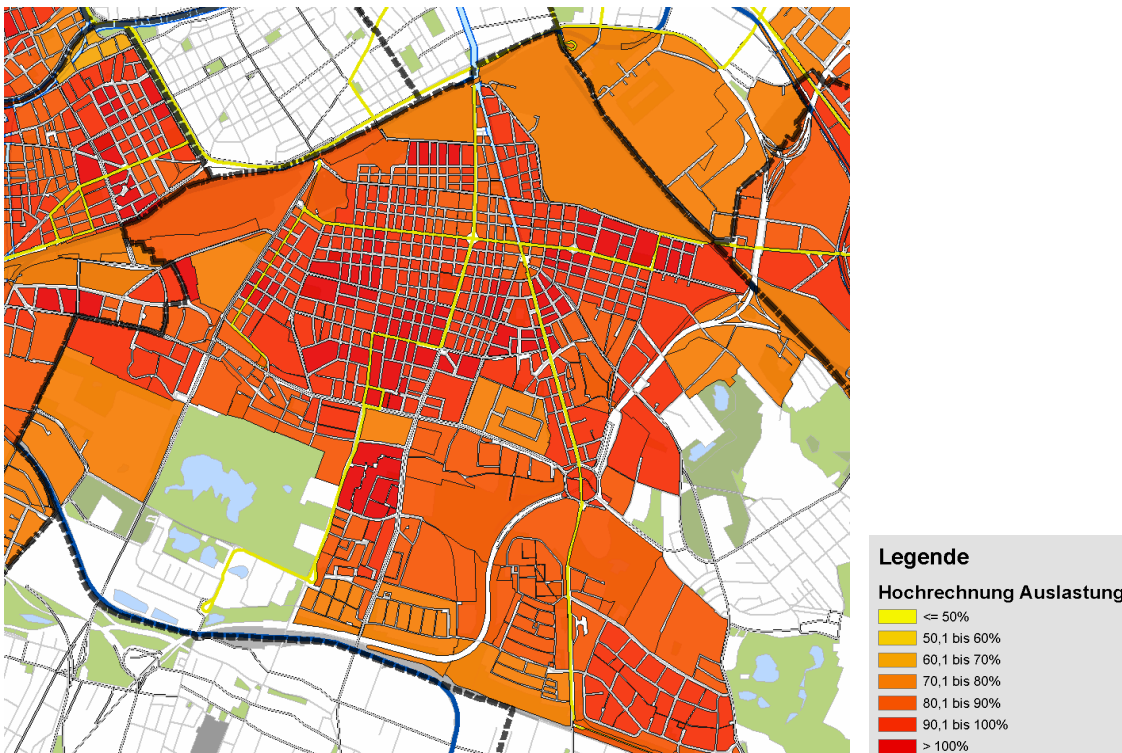 Legende
Hochrechnung Auslastung
<= 50%
50,1 bis 60%
60,1 bis 70%
70,1 bis 80%
80,1 bis 90%
90,1 bis 100%
> 100%